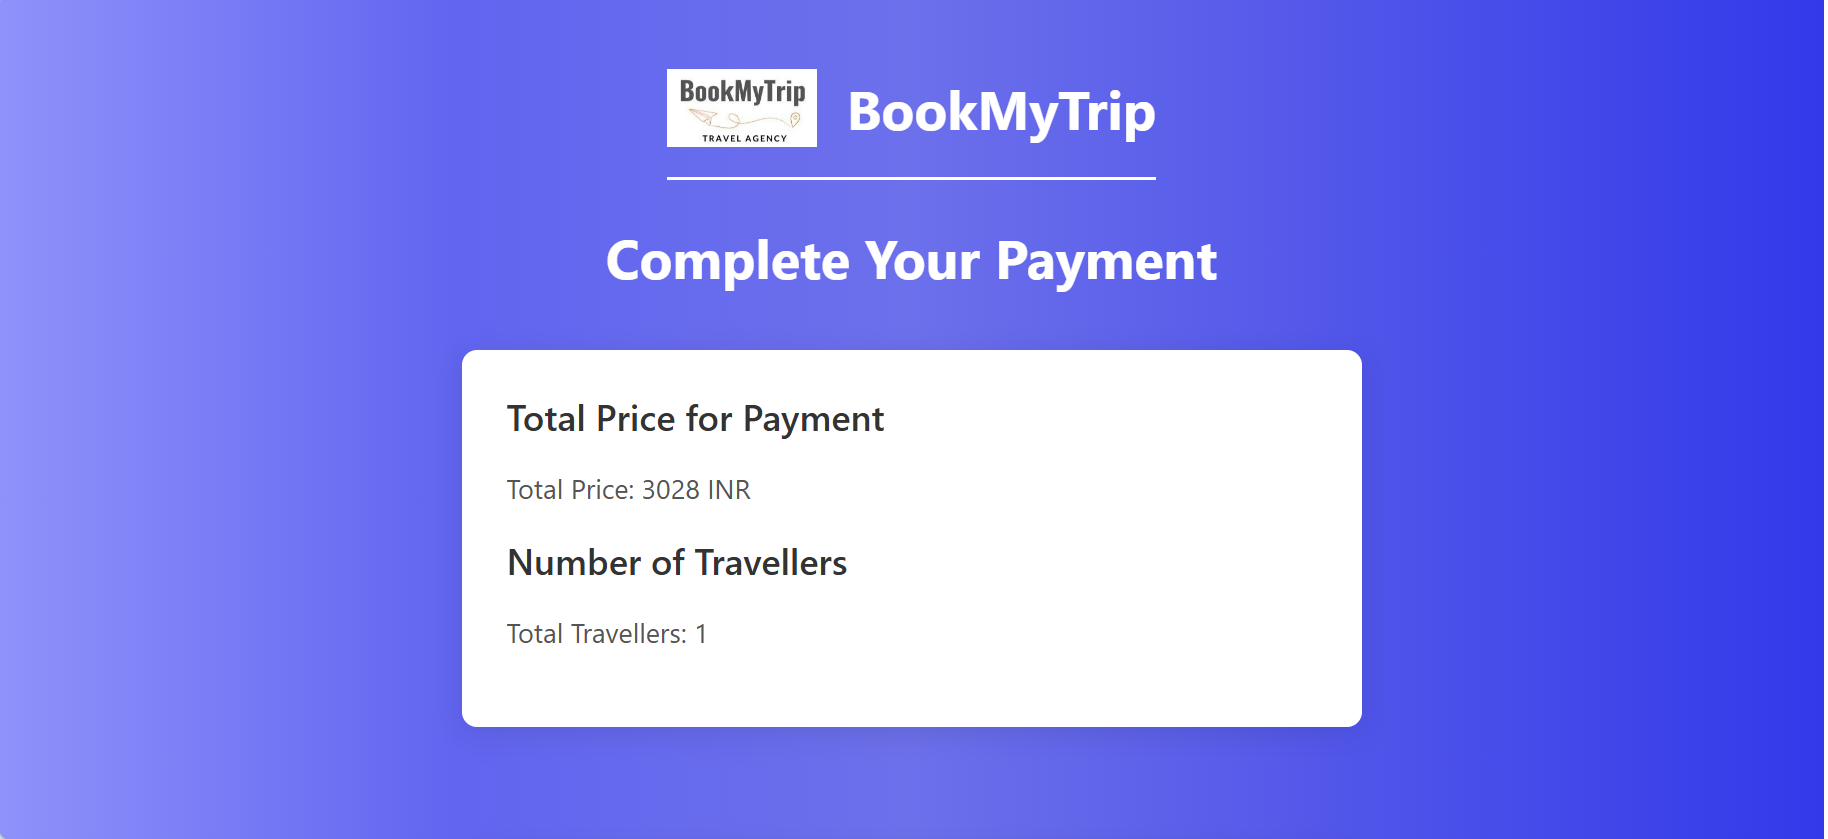 BookMyTrip
TRAVEL AGENCY
BookMyTrip
Complete Your Payment
Total Price for Payment
Total Price: 3028 INR
Number of Travellers
Total Travellers: 1